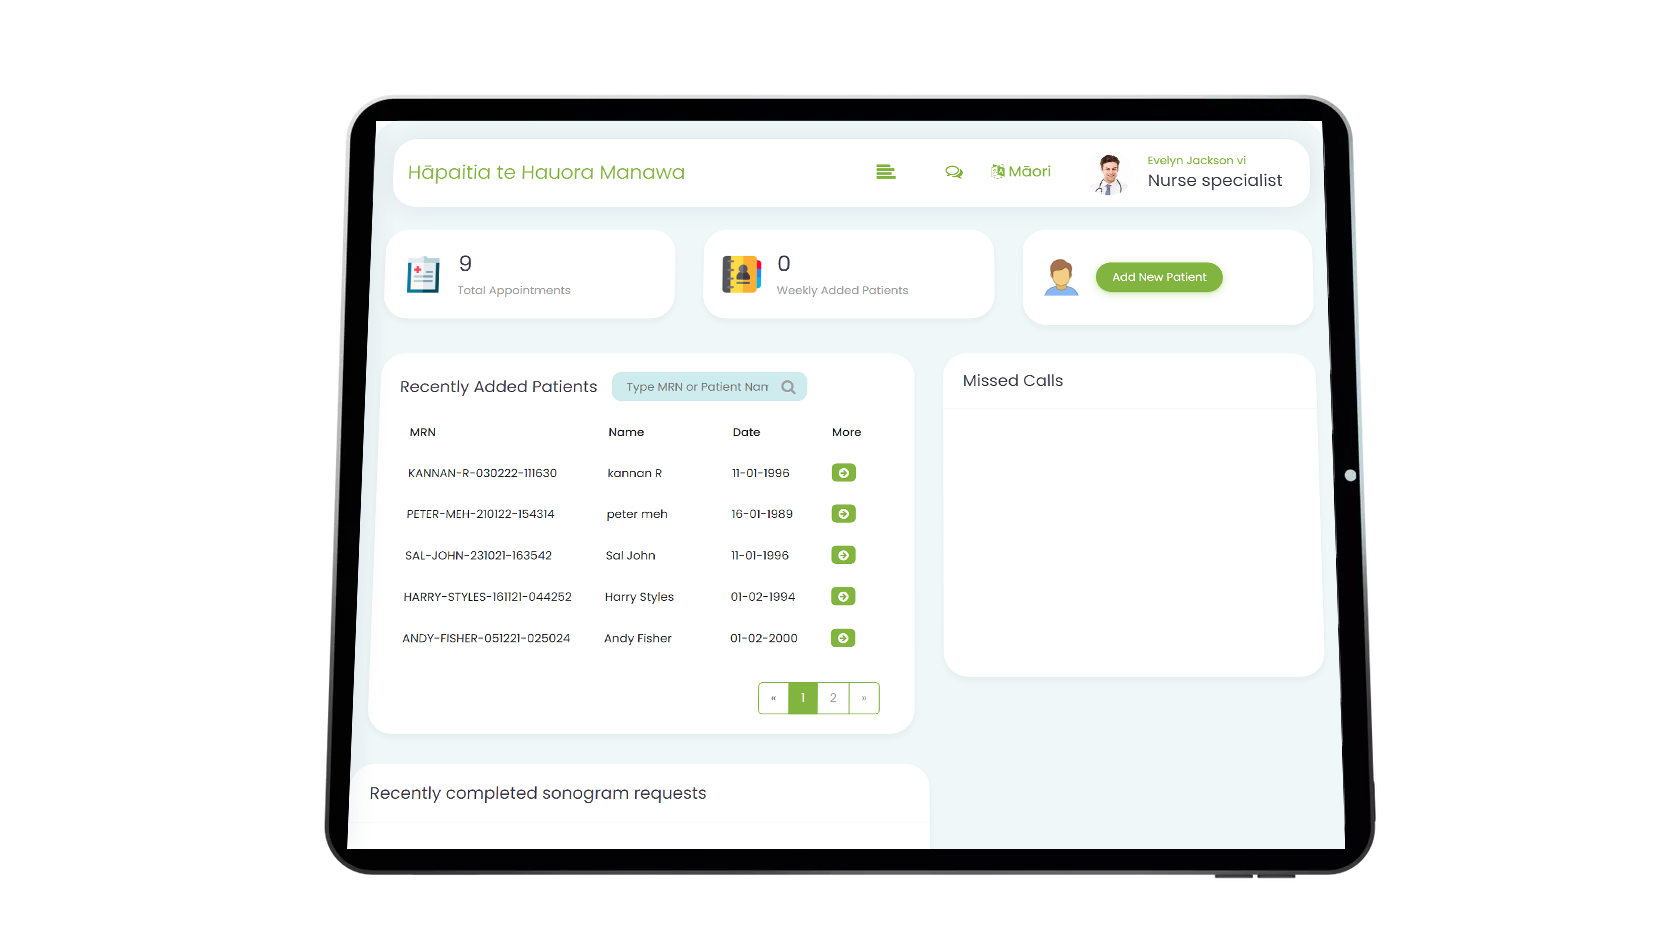 Hāpaitia te Hauora Manawa
Māori
Evelyn Jackson vi
Nurse specialist
9
Total Appointments
0
Weekly Added Patients
Add New Patient
Recently Added Patients
Type MRN or Patient Nam
Missed Calls
MRN Name Date More
KANNAN-R-030222-111630 kannan R 11-01-1996
PETER-MEH-210122-154314 peter meh 16-01-1989
SAL-JOHN-231021-163542 Sal John 11-01-1996
HARRY-STYLES-161121-044252 Harry Styles 01-02-1994
ANDY-FISHER-051221-025024 Andy Fisher 01-02-2000
« 1 2 »
Recently completed sonogram requests